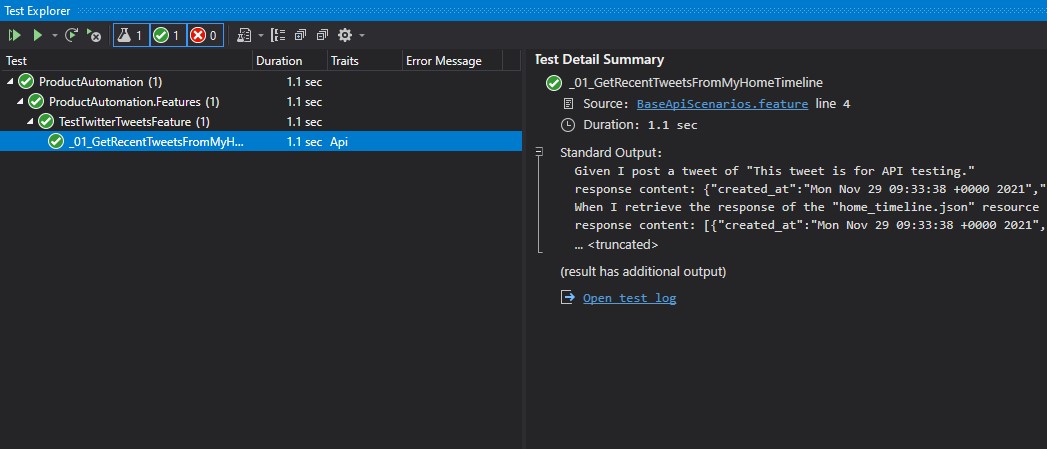 Test Explorer
1 1 0
Test Duration Traits Error Message
ProductAutomation (1) 1.1 sec
ProductAutomation.Features (1) 1.1 sec
TestTwitterTweetsFeature (1) 1.1 sec
_01_GetRecentTweetsFromMyH... 1.1 sec Api
Test Detail Summary
_01_GetRecentTweetsFromMyHomeTimeline
Source: BaseApiScenarios.feature line 4
Duration: 1.1 sec
Standard Output:
Given I post a tweet of "This tweet is for API testing."
response content: {"created_at":"Mon Nov 29 09:33:38 +0000 2021","
When I retrieve the response of the "home_timeline.json" resource
response content: [{"created_at":"Mon Nov 29 09:33:38 +0000 2021",
… <truncated>
(result has additional output)
Open test log